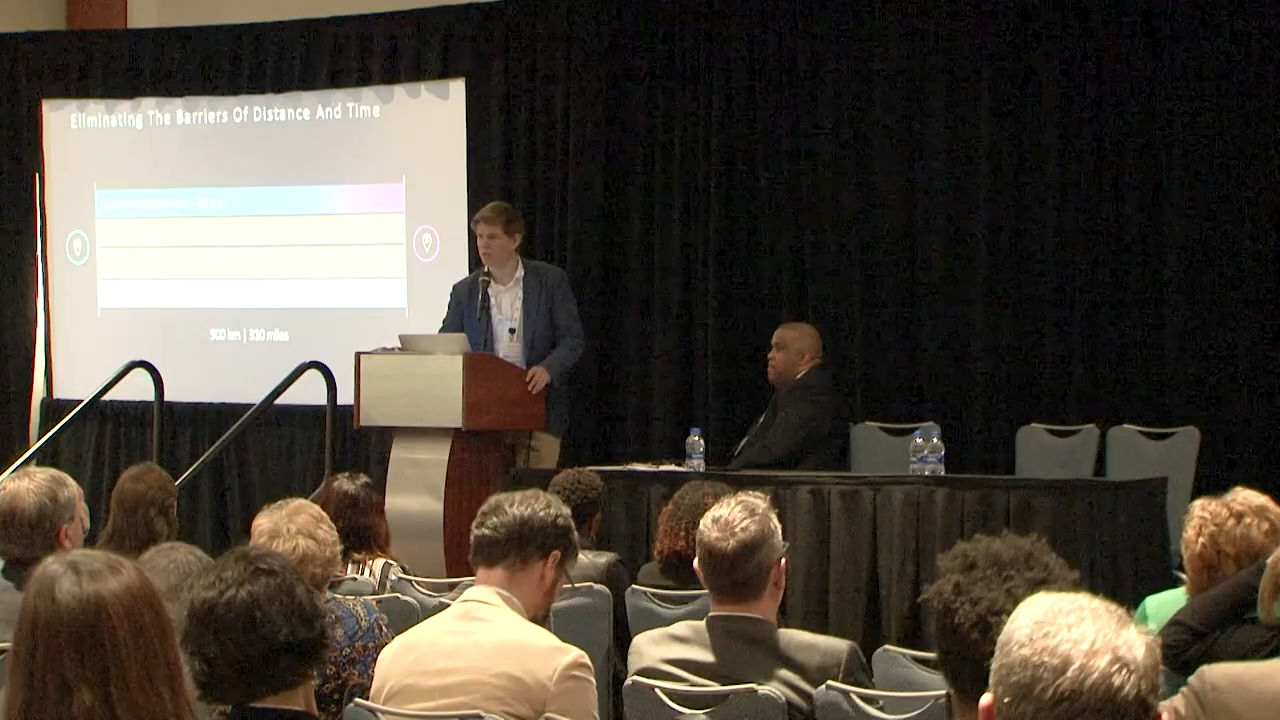 Eliminating The Barriers Of Distance And Time
500 km | 310 miles